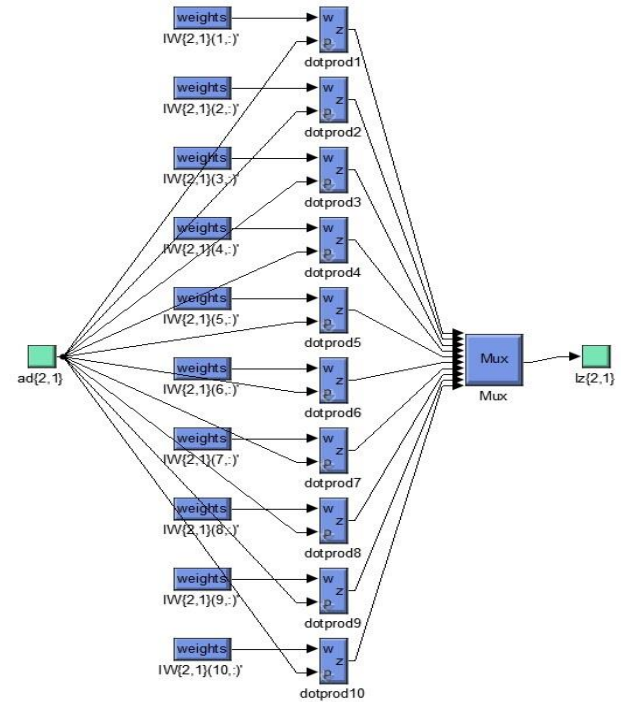 weights
w
z
p
IW{2,1}(1,:)'
dotprod1
weights
w
z
p
IW{2,1}(2,:)'
dotprod2
weights
w
z
p
IW{2,1}(3,:)'
dotprod3
weights
w
z
p
IW{2,1}(4,:)'
dotprod4
weights
w
z
p
IW{2,1}(5,:)'
dotprod5
ad{2,1}
Mux
Mux
lz{2,1}
weights
w
z
p
IW{2,1}(6,:)'
dotprod6
weights
w
z
p
IW{2,1}(7,:)'
dotprod7
weights
w
z
p
IW{2,1}(8,:)'
dotprod8
weights
w
z
p
IW{2,1}(9,:)'
dotprod9
weights
w
z
p
IW{2,1}(10,:)'
dotprod10